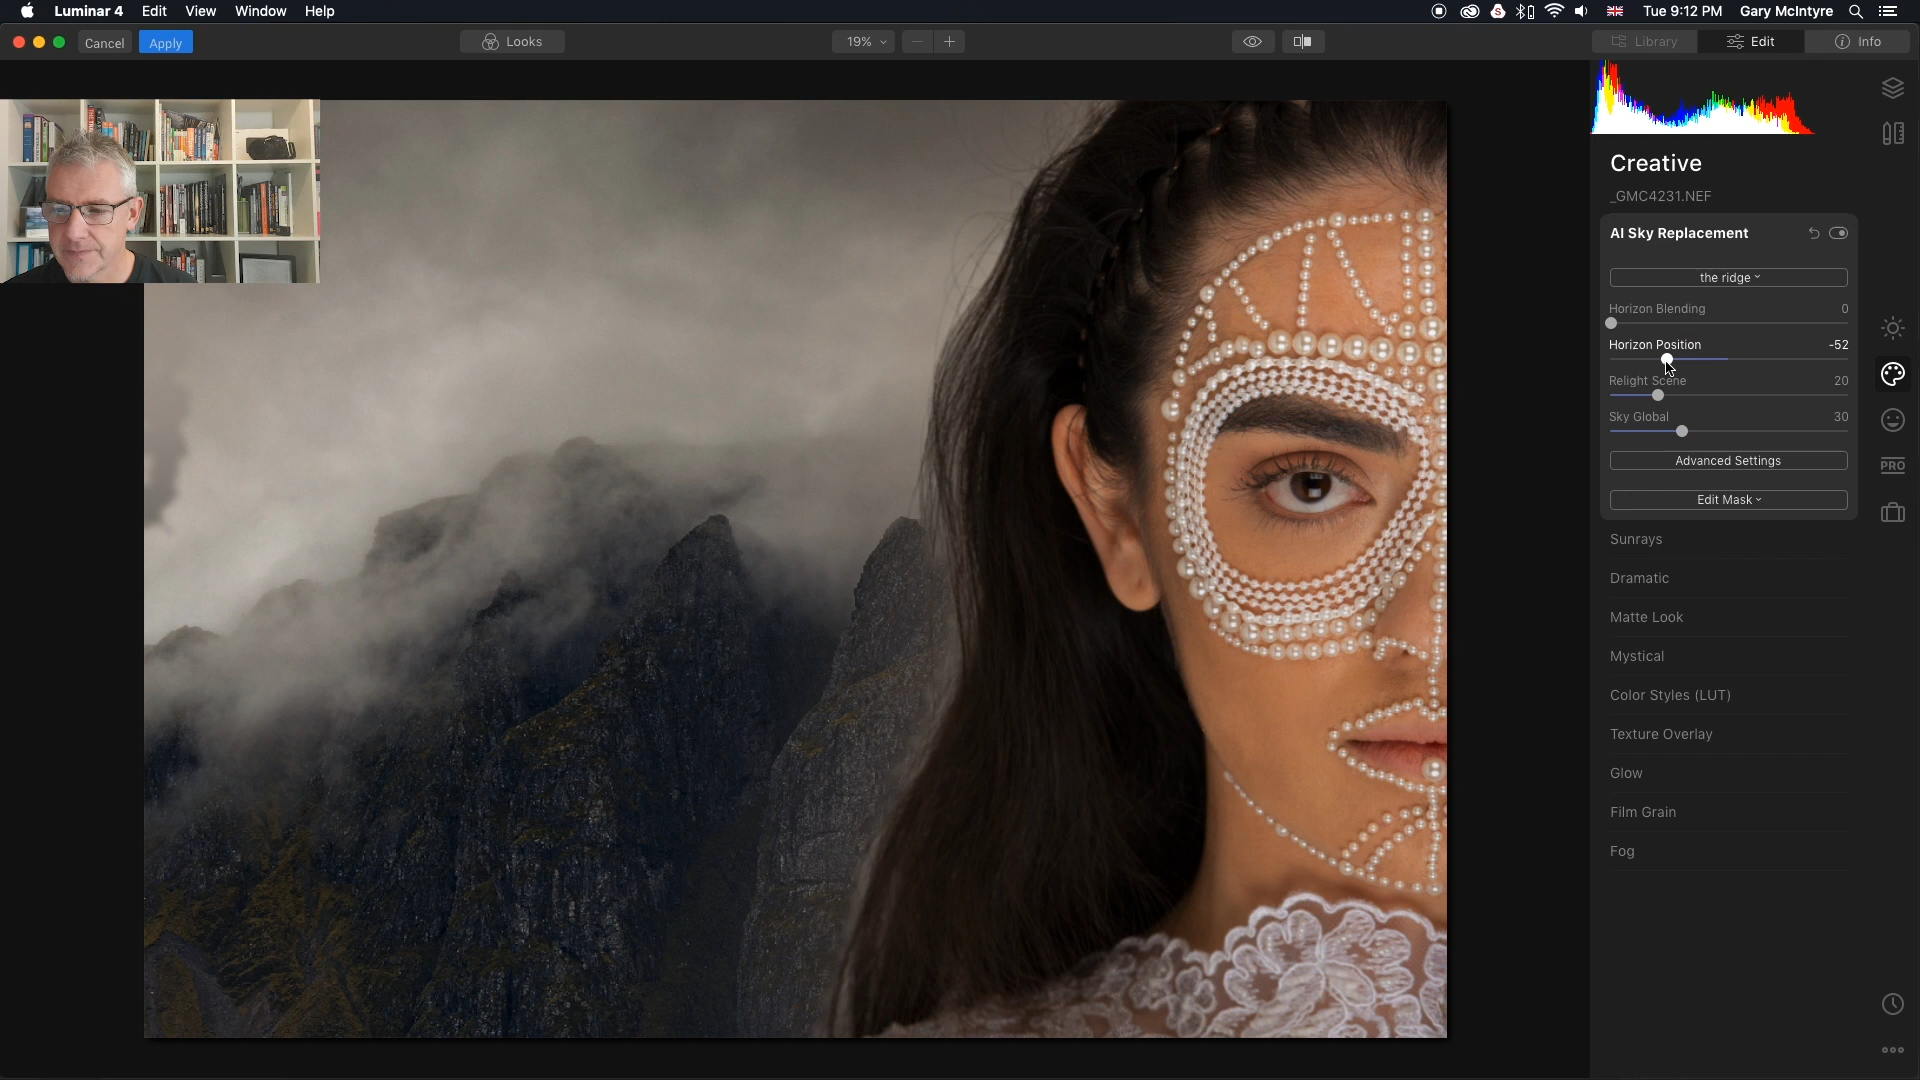 Luminar 4 Edit View Window Help
Tue 9:12 PM Gary McIntyre
Cancel Apply Looks 19% Library Edit Info
Creative
_GMC4231.NEF
AI Sky Replacement
the ridge
Horizon Blending 0
Horizon Position -52
Relight Scene 20
Sky Global 30
Advanced Settings
Edit Mask
PRO
Sunrays
Dramatic
Matte Look
Mystical
Color Styles (LUT)
Texture Overlay
Glow
Film Grain
Fog